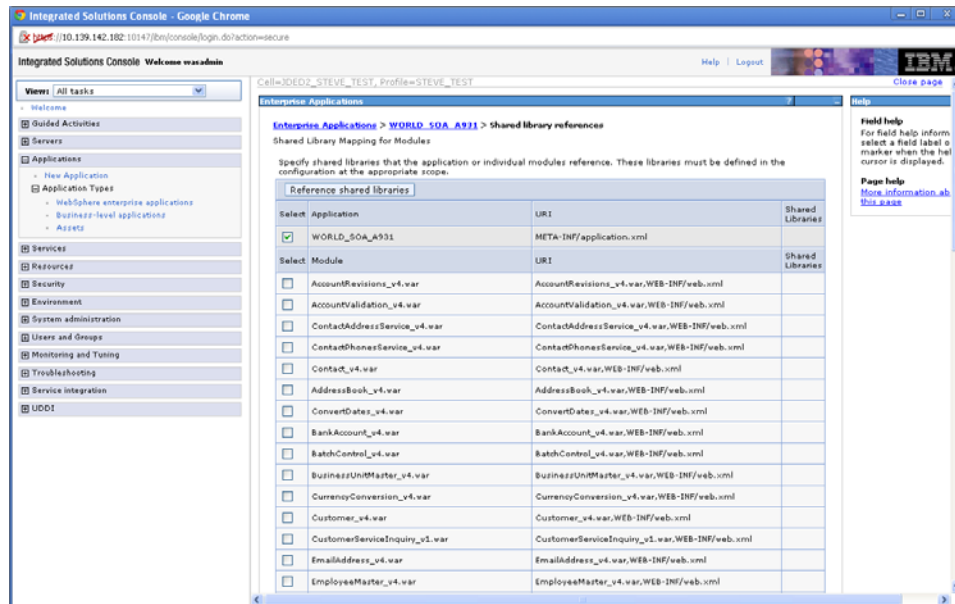 Integrated Solutions Console - Google Chrome
https://10.139.142.182:10147/ibm/console/login.do?action=secure
Integrated Solutions Console Welcome wasadmin
Help | Logout
IBM
View: All tasks
Welcome
Guided Activities
Servers
Applications
New Application
Application Types
WebSphere enterprise applications
Business-level applications
Assets
Services
Resources
Security
Environment
System administration
Users and Groups
Monitoring and Tuning
Troubleshooting
Service integration
UDDI
Cell=JDED2_STEVE_TEST, Profile=STEVE_TEST
Close page
Enterprise Applications ? -
Enterprise Applications > WORLD_SOA_A931 > Shared library references
Shared Library Mapping for Modules
Specify shared libraries that the application or individual modules reference. These libraries must be defined in the
configuration at the appropriate scope.
Reference shared libraries
Select Application URI Shared Libraries
WORLD_SOA_A931 META-INF/application.xml
Select Module URI Shared Libraries
AccountRevisions_v4.war AccountRevisions_v4.war,WEB-INF/web.xml
AccountValidation_v4.war AccountValidation_v4.war,WEB-INF/web.xml
ContactAddressService_v4.war ContactAddressService_v4.war,WEB-INF/web.xml
ContactPhonesService_v4.war ContactPhonesService_v4.war,WEB-INF/web.xml
Contact_v4.war Contact_v4.war,WEB-INF/web.xml
AddressBook_v4.war AddressBook_v4.war,WEB-INF/web.xml
ConvertDates_v4.war ConvertDates_v4.war,WEB-INF/web.xml
BankAccount_v4.war BankAccount_v4.war,WEB-INF/web.xml
BatchControl_v4.war BatchControl_v4.war,WEB-INF/web.xml
BusinessUnitMaster_v4.war BusinessUnitMaster_v4.war,WEB-INF/web.xml
CurrencyConversion_v4.war CurrencyConversion_v4.war,WEB-INF/web.xml
Customer_v4.war Customer_v4.war,WEB-INF/web.xml
CustomerServiceInquiry_v1.war CustomerServiceInquiry_v1.war,WEB-INF/web.xml
EmailAddress_v4.war EmailAddress_v4.war,WEB-INF/web.xml
EmployeeMaster_v4.war EmployeeMaster_v4.war,WEB-INF/web.xml
Help
Field help
For field help inform
select a field label o
marker when the hel
cursor is displayed.
Page help
More information ab
this page